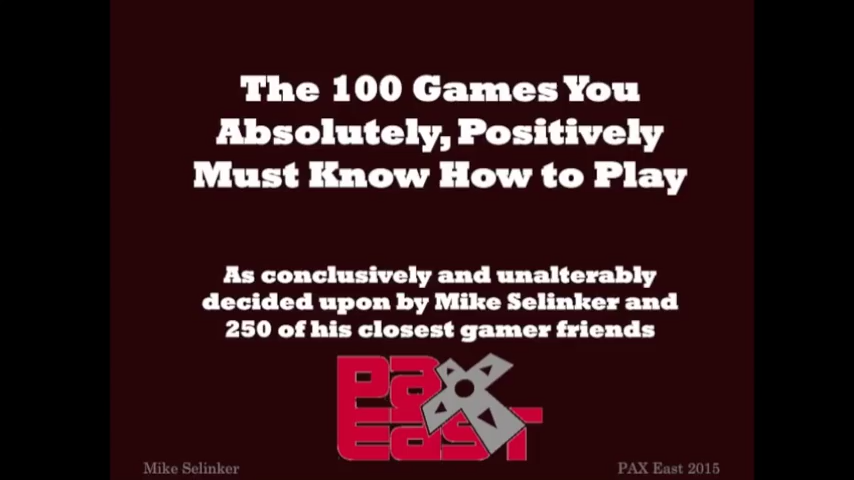 The 100 Games You
Absolutely, Positively
Must Know How to Play
As conclusively and unalterably
decided upon by Mike Selinker and
250 of his closest gamer friends
PAX
East
Mike Selinker
PAX East 2015